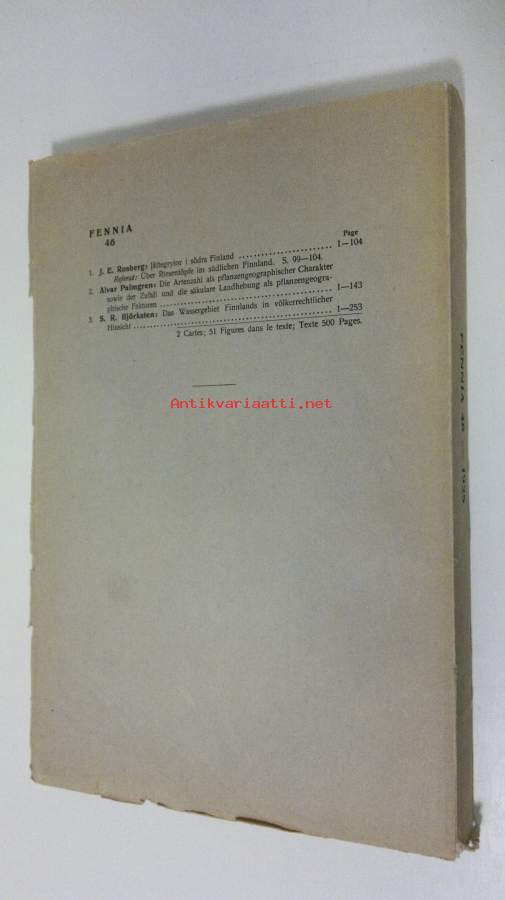 FENNIA
46
Page
1. J. E. Rosberg: Jättegrytor i södra Finland ........ 1—104
Referat: Über Riesentöpfe im südlichen Finnland. S. 99—104.
2. Alvar Palmgren: Die Artenzahl als pflanzengeographischer Charakter
sowie der Zufall und die säkulare Landhebung als pflanzengeogra-
phische Faktoren ........ 1—143
3. S. R. Björksten: Das Wassergebiet Finnlands in völkerrechtlicher
Hinsicht ........ 1—253
2 Cartes; 51 Figures dans le texte; Texte 500 Pages.
Antikvariaatti.net
FENNIA 46